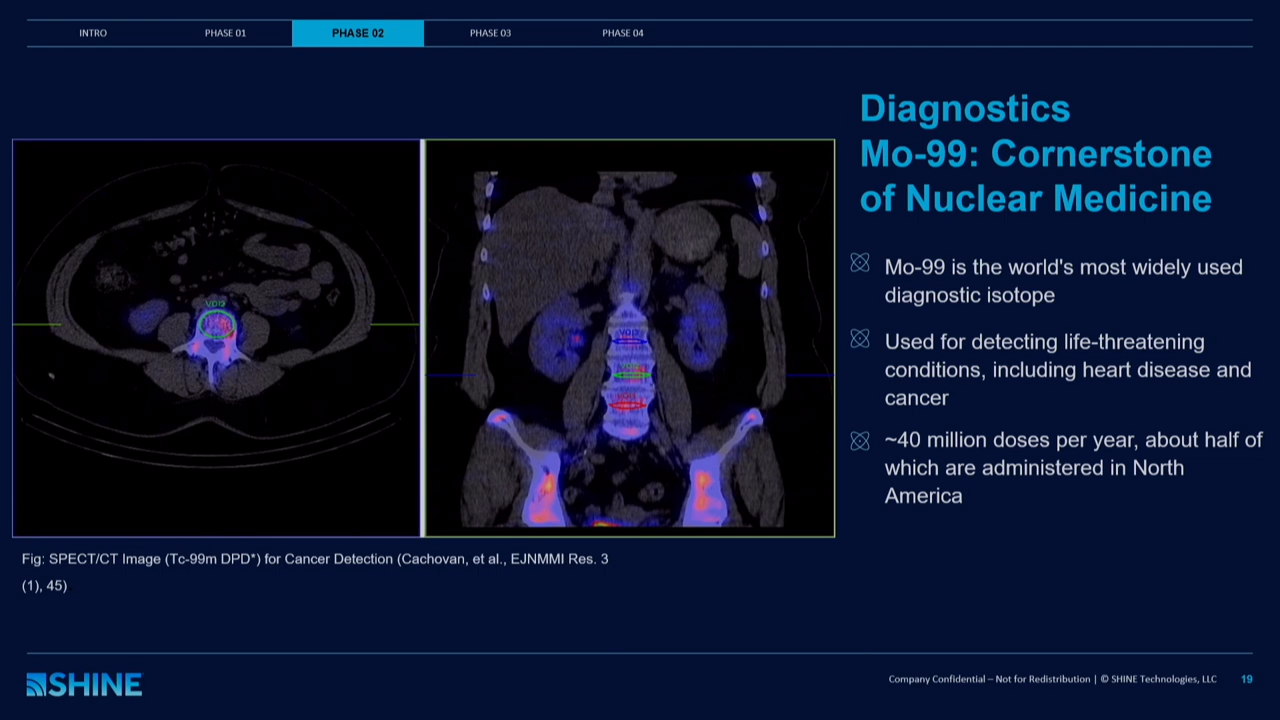 INTRO
PHASE 01
PHASE 02
PHASE 03
PHASE 04
Diagnostics
Mo-99: Cornerstone
of Nuclear Medicine
Mo-99 is the world's most widely used
diagnostic isotope
Used for detecting life-threatening
conditions, including heart disease and
cancer
~40 million doses per year, about half of
which are administered in North
America
Fig: SPECT/CT Image (Tc-99m DPD*) for Cancer Detection (Cachovan, et al., EJNMMI Res. 3
(1), 45)
SHINE
Company Confidential – Not for Redistribution | © SHINE Technologies, LLC
19